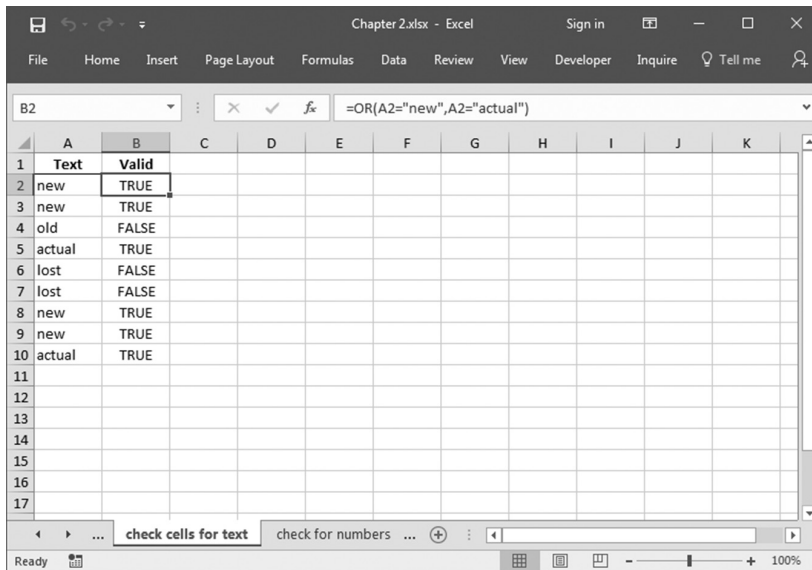 Chapter 2.xlsx - Excel Sign in
File Home Insert Page Layout Formulas Data Review View Developer Inquire Tell me
B2 fx =OR(A2="new",A2="actual")
A B C D E F G H I J K
1 Text Valid
2 new TRUE
3 new TRUE
4 old FALSE
5 actual TRUE
6 lost FALSE
7 lost FALSE
8 new TRUE
9 new TRUE
10 actual TRUE
11
12
13
14
15
16
17
... check cells for text check for numbers ...
Ready 100%